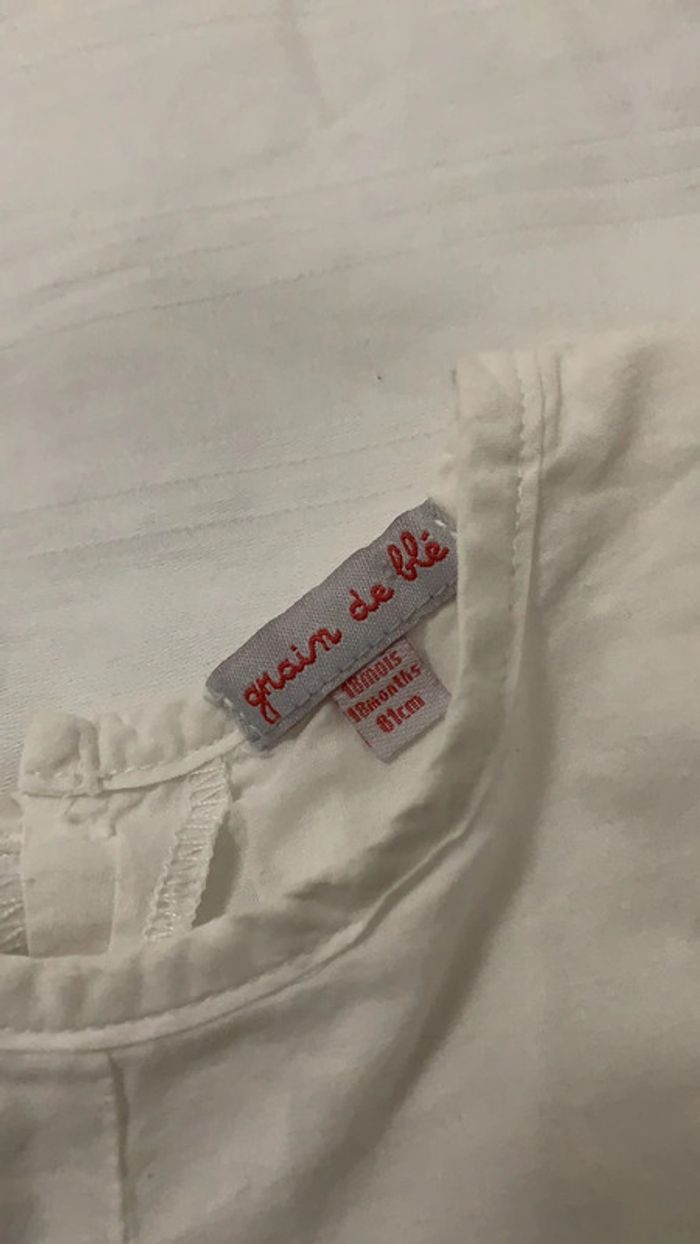 grain de blé
18mois
18months
81cm